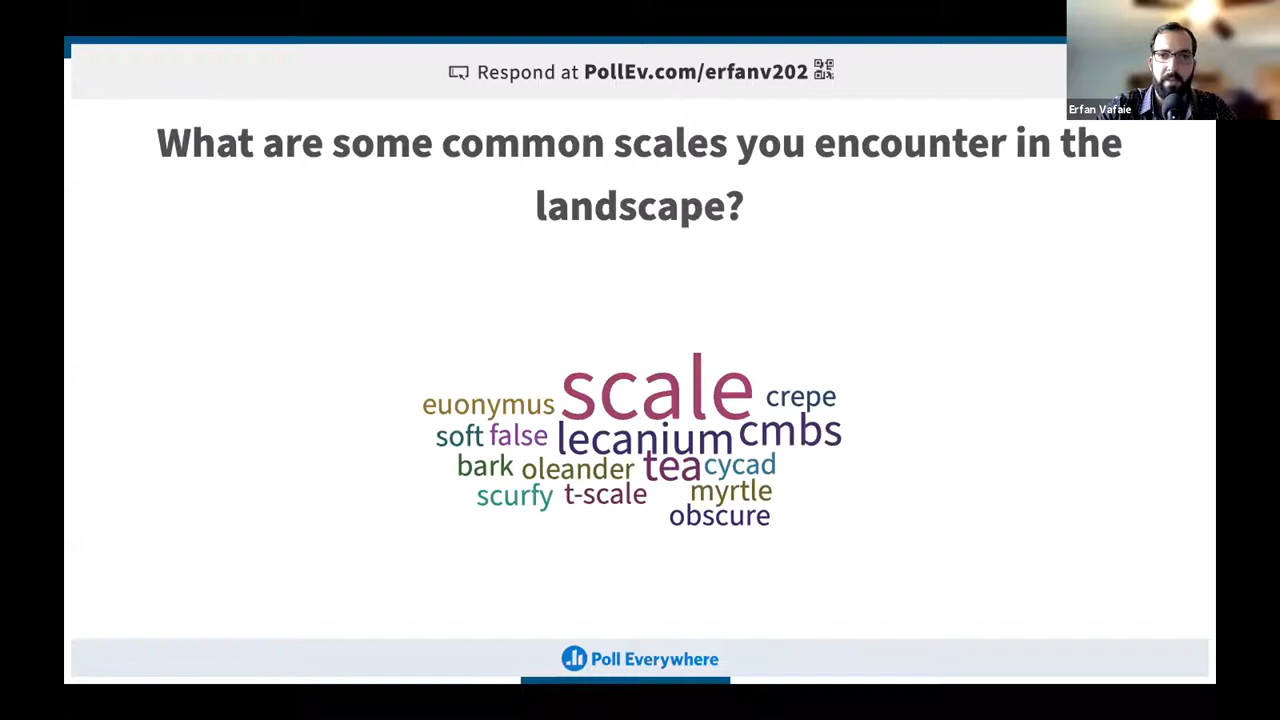 Respond at PollEv.com/erfanv202
Erfan Vafaie
What are some common scales you encounter in the
landscape?
scale
euonymus
crepe
soft false lecanium cmbs
bark oleander tea cycad
scurfy t-scale myrtle
obscure
Poll Everywhere